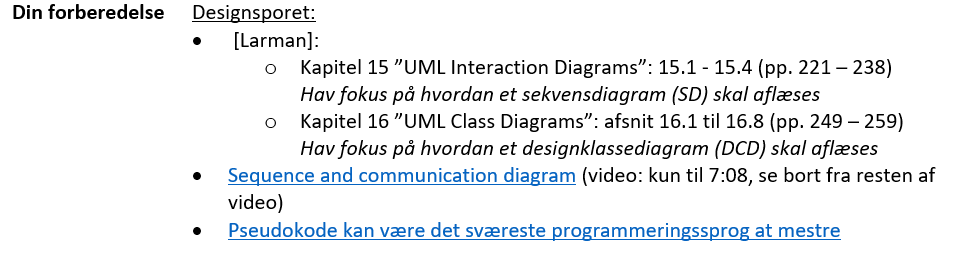 Din forberedelse Designsporet:
• [Larman]:
o Kapitel 15 ”UML Interaction Diagrams”: 15.1 - 15.4 (pp. 221 – 238)
Hav fokus på hvordan et sekvensdiagram (SD) skal aflæses
o Kapitel 16 ”UML Class Diagrams”: afsnit 16.1 til 16.8 (pp. 249 – 259)
Hav fokus på hvordan et designklassediagram (DCD) skal aflæses
• Sequence and communication diagram (video: kun til 7:08, se bort fra resten af
video)
• Pseudokode kan være det sværeste programmeringssprog at mestre